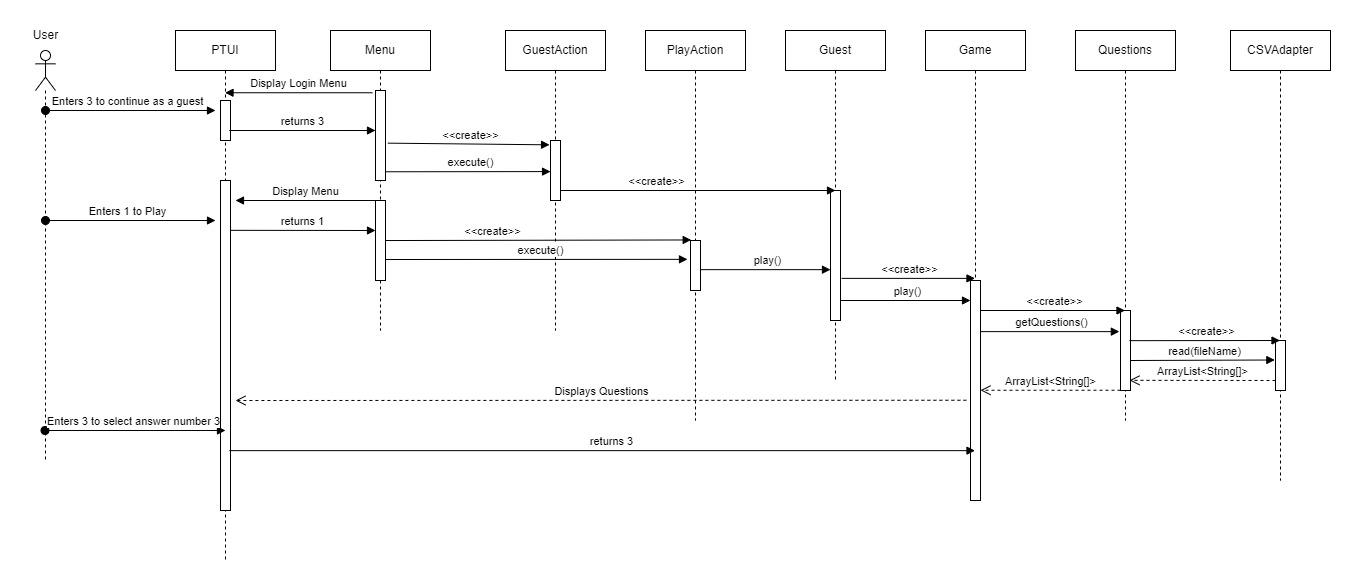 User
PTUI
Menu
GuestAction
PlayAction
Guest
Game
Questions
CSVAdapter
Display Login Menu
Enters 3 to continue as a guest
returns 3
<<create>>
execute()
<<create>>
Display Menu
Enters 1 to Play
returns 1
<<create>>
execute()
play()
<<create>>
play()
<<create>>
getQuestions()
<<create>>
read(fileName)
ArrayList<String[]>
ArrayList<String[]>
Displays Questions
Enters 3 to select answer number 3
returns 3